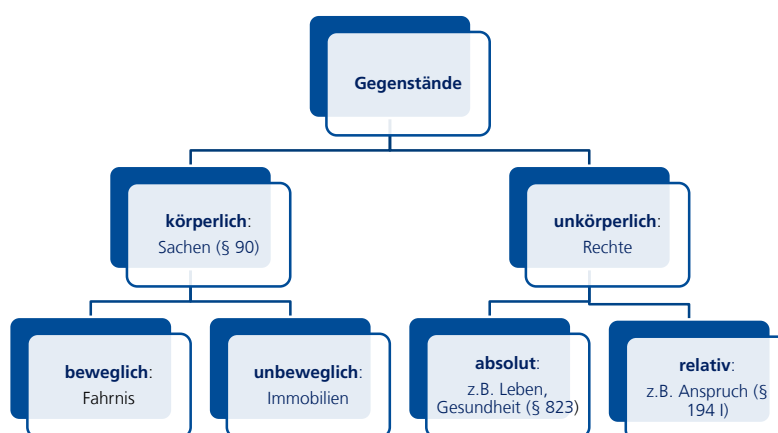 Gegenstände
körperlich:
Sachen (§ 90)
unkörperlich:
Rechte
beweglich:
Fahrnis
unbeweglich:
Immobilien
absolut:
z.B. Leben,
Gesundheit (§ 823)
relativ:
z.B. Anspruch (§
194 I)